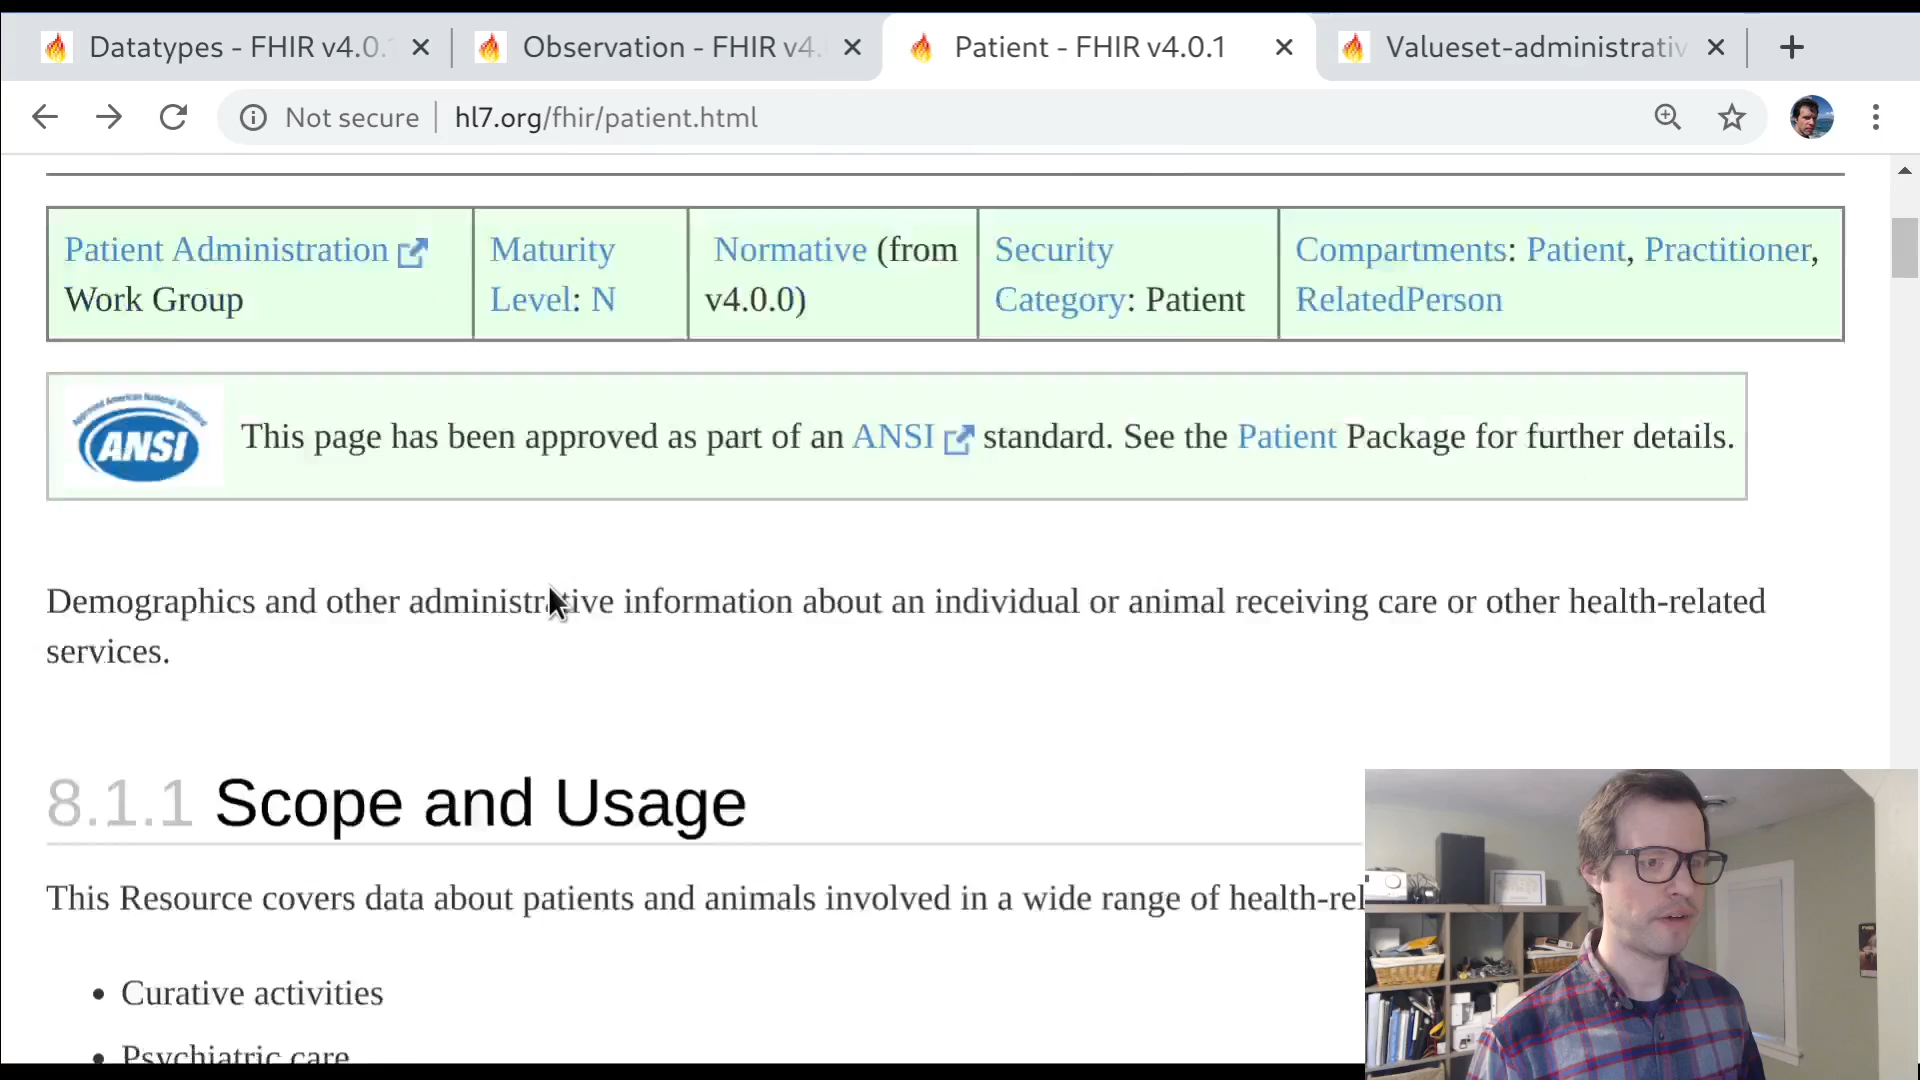 Datatypes - FHIR v4.0.
Observation - FHIR v4.
Patient - FHIR v4.0.1
Valueset-administrativ
Not secure
hl7.org/fhir/patient.html
Patient Administration
Work Group
Maturity
Level: N
Normative (from
v4.0.0)
Security
Category: Patient
Compartments: Patient, Practitioner,
RelatedPerson
Approved American National Standard
ANSI
This page has been approved as part of an ANSI standard. See the Patient Package for further details.
Demographics and other administrative information about an individual or animal receiving care or other health-related
services.
8.1.1 Scope and Usage
This Resource covers data about patients and animals involved in a wide range of health-rel
• Curative activities
• Psychiatric care